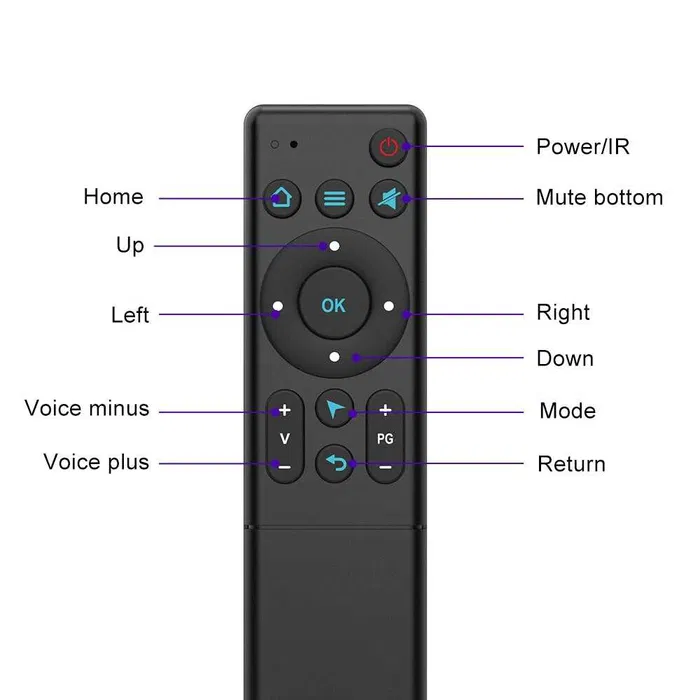 Power/IR
Home
Mute bottom
Up
OK
Left
Right
Down
Voice minus
+
+
Mode
V
PG
Voice plus
−
−
Return